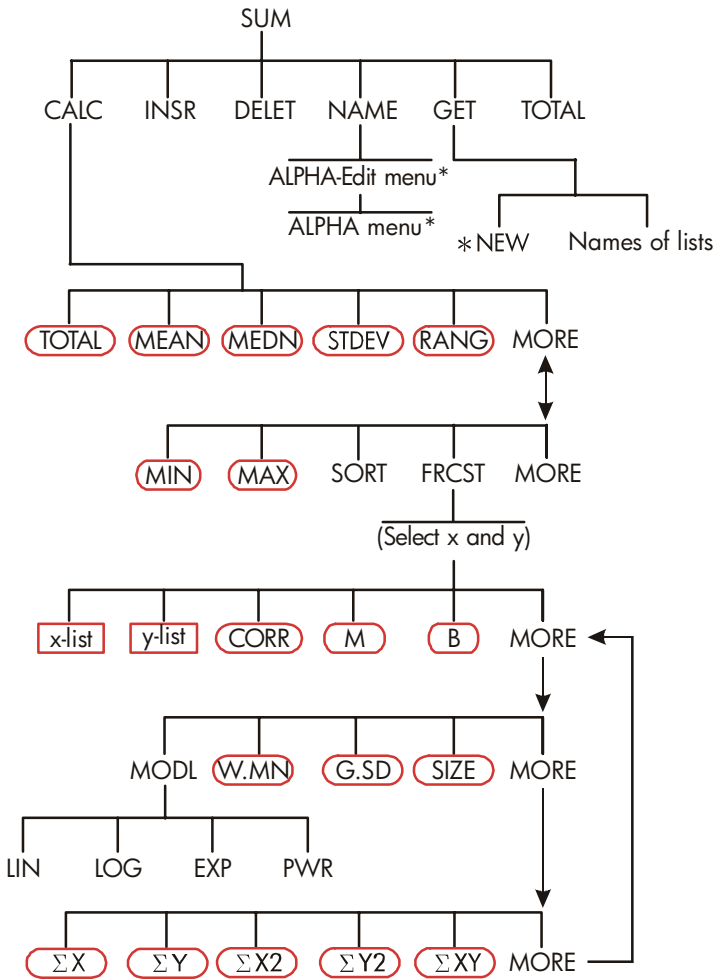 SUM
CALC INSR DELET NAME GET TOTAL
ALPHA-Edit menu*
ALPHA menu*
*NEW Names of lists
TOTAL MEAN MEDN STDEV RANG MORE
MIN MAX SORT FRCST MORE
(Select x and y)
x-list y-list CORR M B MORE
MODL W.MN G.SD SIZE MORE
LIN LOG EXP PWR
ΣX ΣY ΣX2 ΣY2 ΣXY MORE